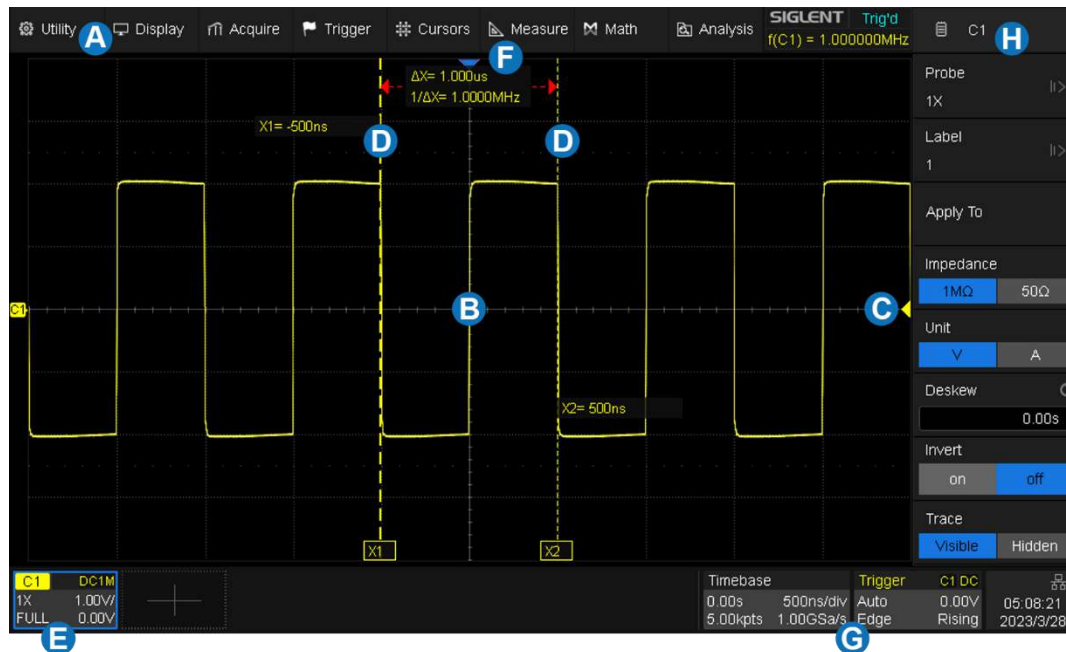 Utility A Display Acquire Trigger Cursors Measure Math Analysis
SIGLENT Trig'd
f(C1) = 1.000000MHz
C1 H
F
ΔX= 1.000us
1/ΔX= 1.0000MHz
X1= -500ns
D D
B
C
C1
X2= 500ns
X1 X2
Probe
1X
Label
1
Apply To
Impedance
1MΩ 50Ω
Unit
V A
Deskew
0.00s
Invert
on off
Trace
Visible Hidden
C1 DC1M
1X 1.00V/
FULL 0.00V
E
Timebase
0.00s 500ns/div
5.00kpts 1.00GSa/s
Trigger C1 DC
Auto 0.00V
Edge Rising
G
05:08:21
2023/3/28